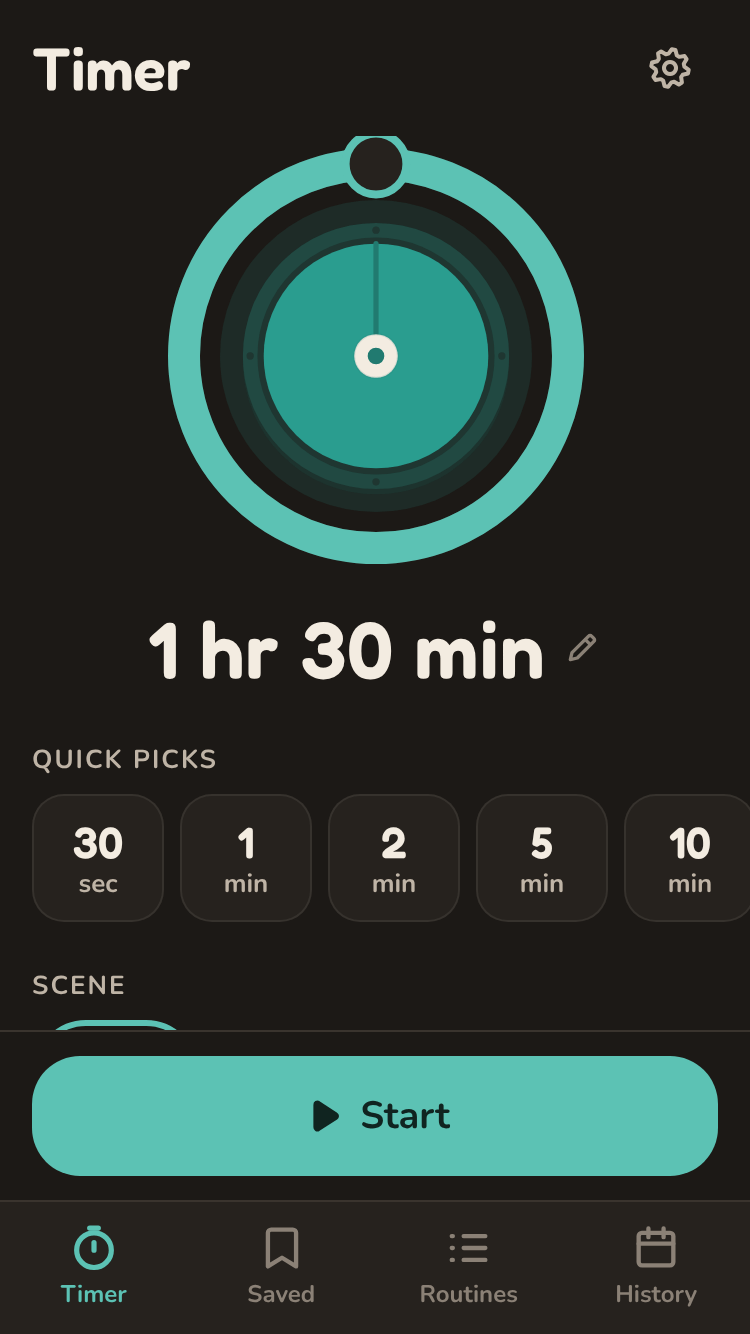 Timer
1 hr 30 min
QUICK PICKS
30 sec
1 min
2 min
5 min
10 min
SCENE
Start
Timer
Saved
Routines
History